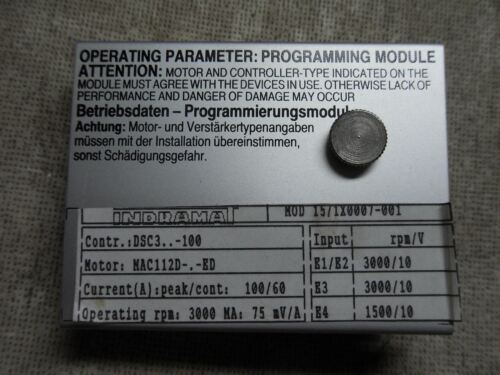 OPERATING PARAMETER: PROGRAMMING MODULE
ATTENTION: MOTOR AND CONTROLLER-TYPE INDICATED ON THE
MODULE MUST AGREE WITH THE DEVICES IN USE. OTHERWISE LACK OF
PERFORMANCE AND DANGER OF DAMAGE MAY OCCUR
Betriebsdaten – Programmierungsmodul
Achtung: Motor- und Verstärkertypenangaben
müssen mit der Installation übereinstimmen,
sonst Schädigungsgefahr.
INDRAMAT MOD 15/1X0007-001
Contr.:DSC3..-100 Input rpm/V
Motor: MAC112D-.-ED E1/E2 3000/10
Current(A):peak/cont: 100/60 E3 3000/10
Operating rpm: 3000 MA: 75 mV/A E4 1500/10